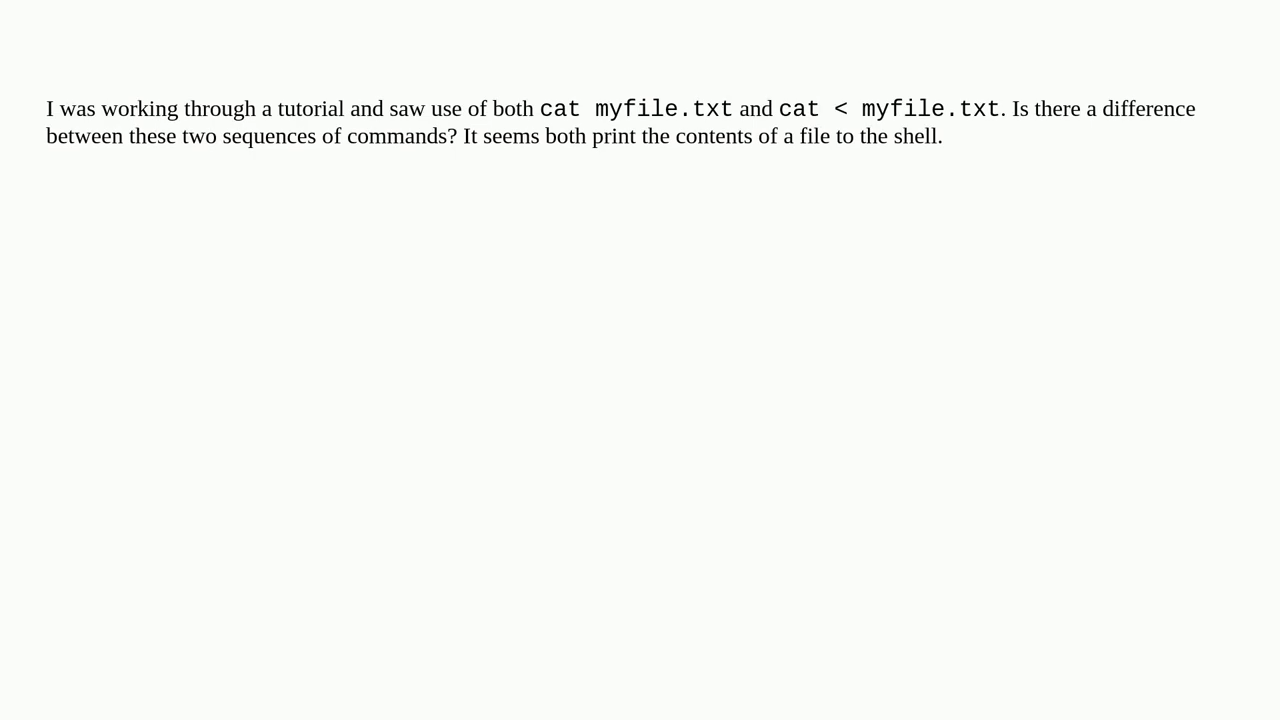 I was working through a tutorial and saw use of both cat myfile.txt and cat < myfile.txt. Is there a difference
between these two sequences of commands? It seems both print the contents of a file to the shell.